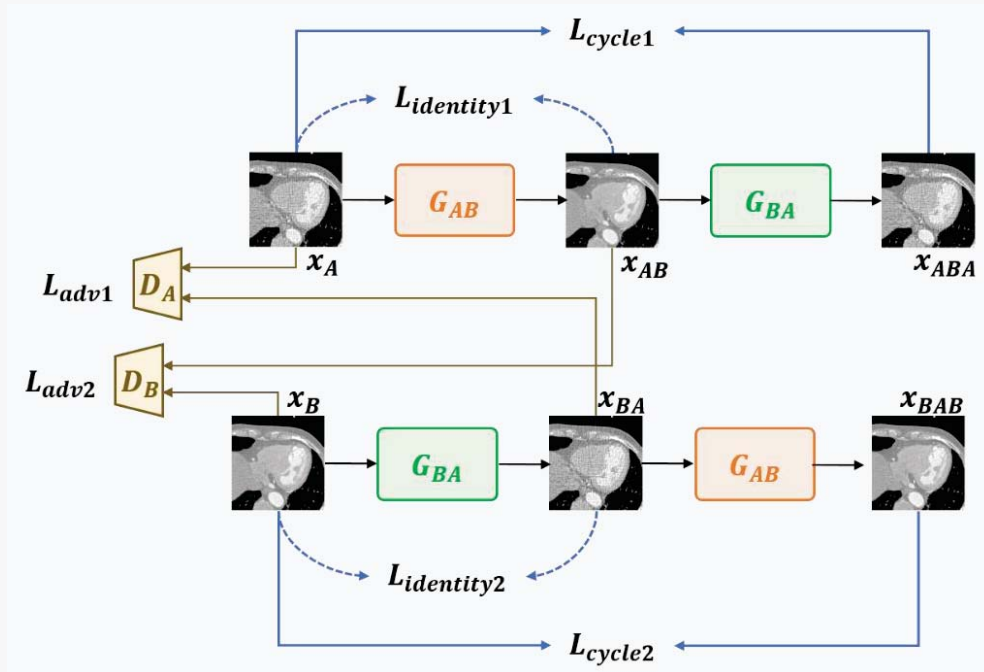 L_cycle1
L_identity1
G_AB
G_BA
x_A
x_AB
x_ABA
L_adv1
D_A
L_adv2
D_B
x_B
x_BA
x_BAB
G_BA
G_AB
L_identity2
L_cycle2